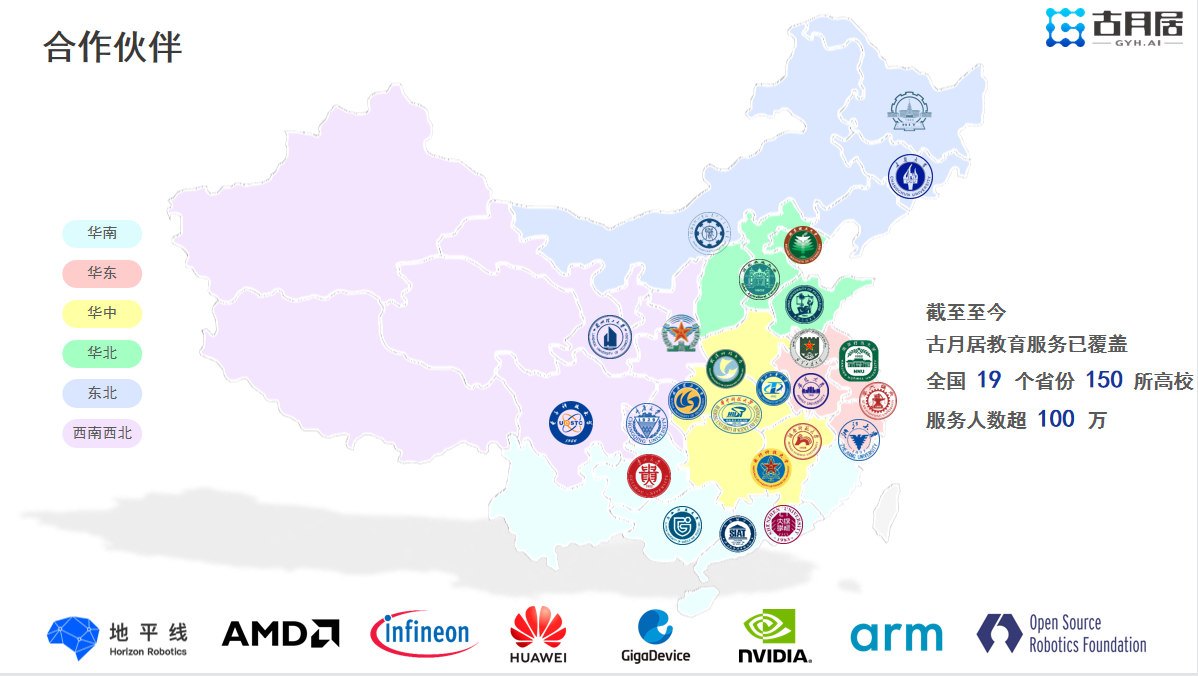 合作伙伴
古月居
GYH.AI
华南
华东
华中
华北
东北
西南西北
截至至今
古月居教育服务已覆盖
全国 19 个省份 150 所高校
服务人数超 100 万
地平线
Horizon Robotics
AMD
infineon
HUAWEI
GigaDevice
NVIDIA.
arm
Open Source
Robotics Foundation
SIAT